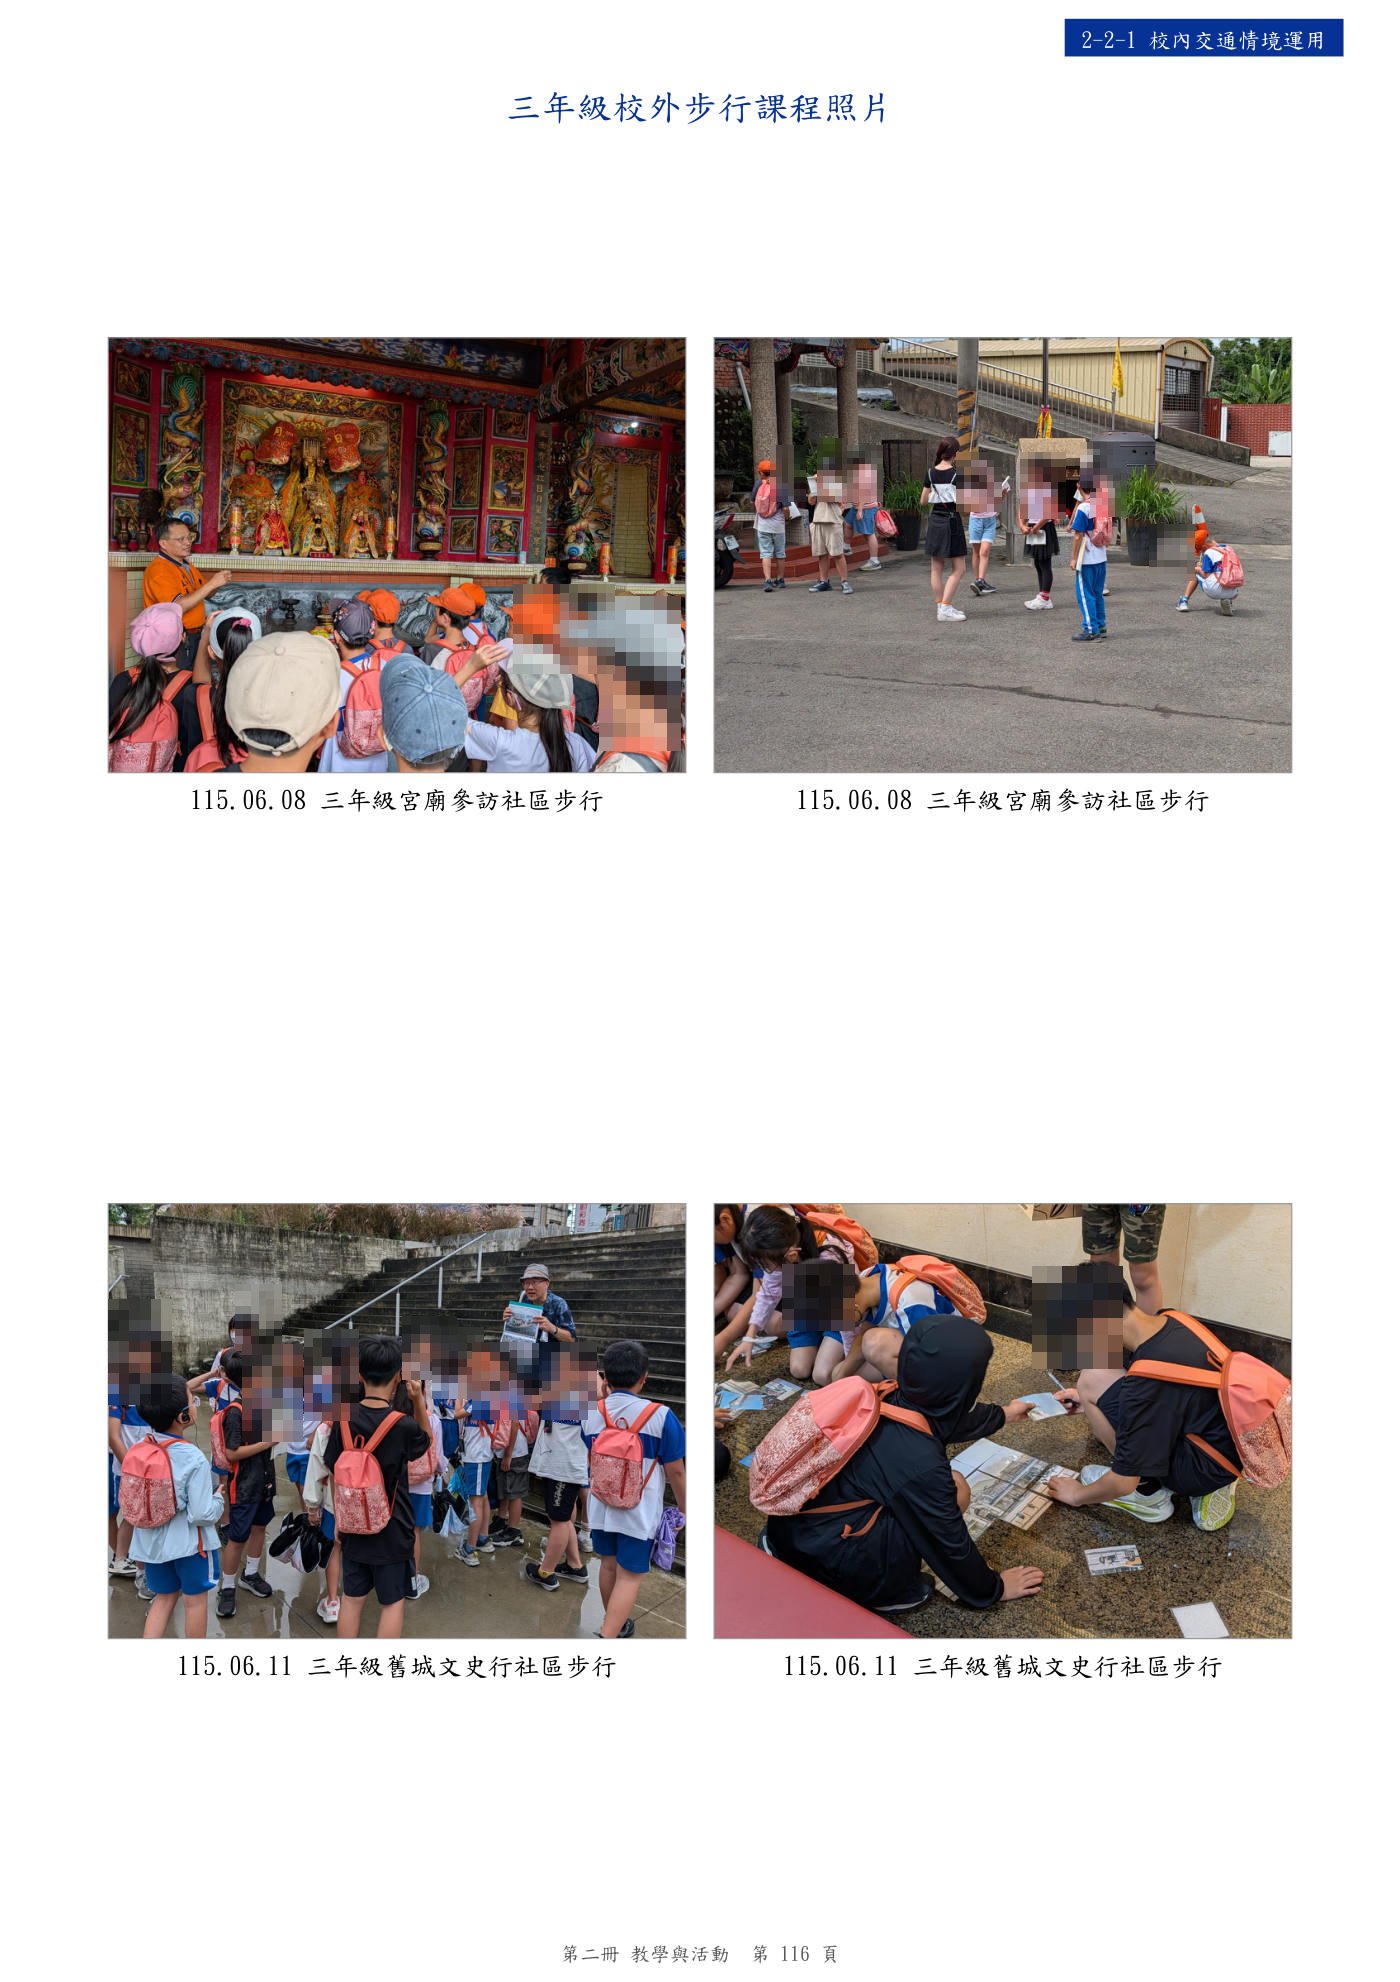 2-2-1 校內交通情境運用
三年級校外步行課程照片
115.06.08 三年級宮廟參訪社區步行
115.06.08 三年級宮廟參訪社區步行
115.06.11 三年級舊城文史行社區步行
115.06.11 三年級舊城文史行社區步行
第二冊 教學與活動 第 116 頁